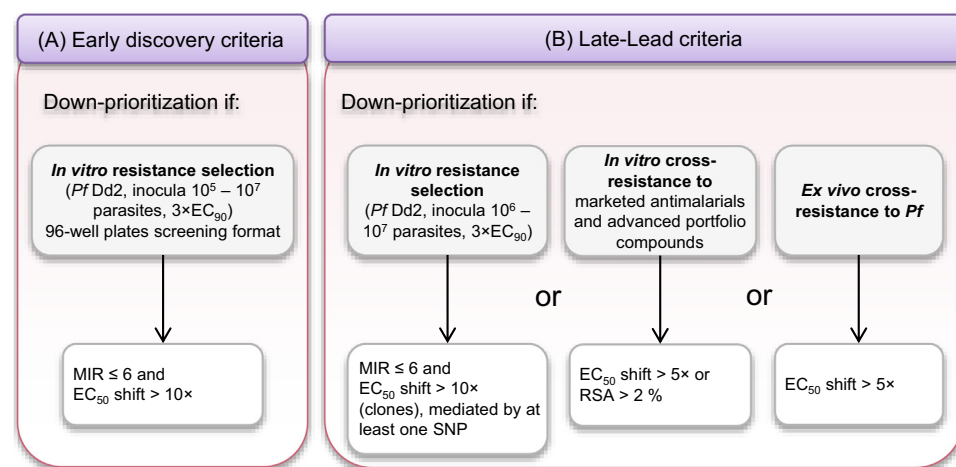 (A) Early discovery criteria
Down-prioritization if:
In vitro resistance selection
(Pf Dd2, inocula 10⁵ – 10⁷
parasites, 3×EC₉₀)
96-well plates screening format
MIR ≤ 6 and
EC₅₀ shift > 10×
(B) Late-Lead criteria
Down-prioritization if:
In vitro resistance
selection
(Pf Dd2, inocula 10⁶ –
10⁷ parasites, 3×EC₉₀)
MIR ≤ 6 and
EC₅₀ shift > 10×
(clones), mediated by at
least one SNP
or
In vitro cross-
resistance to
marketed antimalarials
and advanced portfolio
compounds
EC₅₀ shift > 5× or
RSA > 2 %
or
Ex vivo cross-
resistance to Pf
EC₅₀ shift > 5×